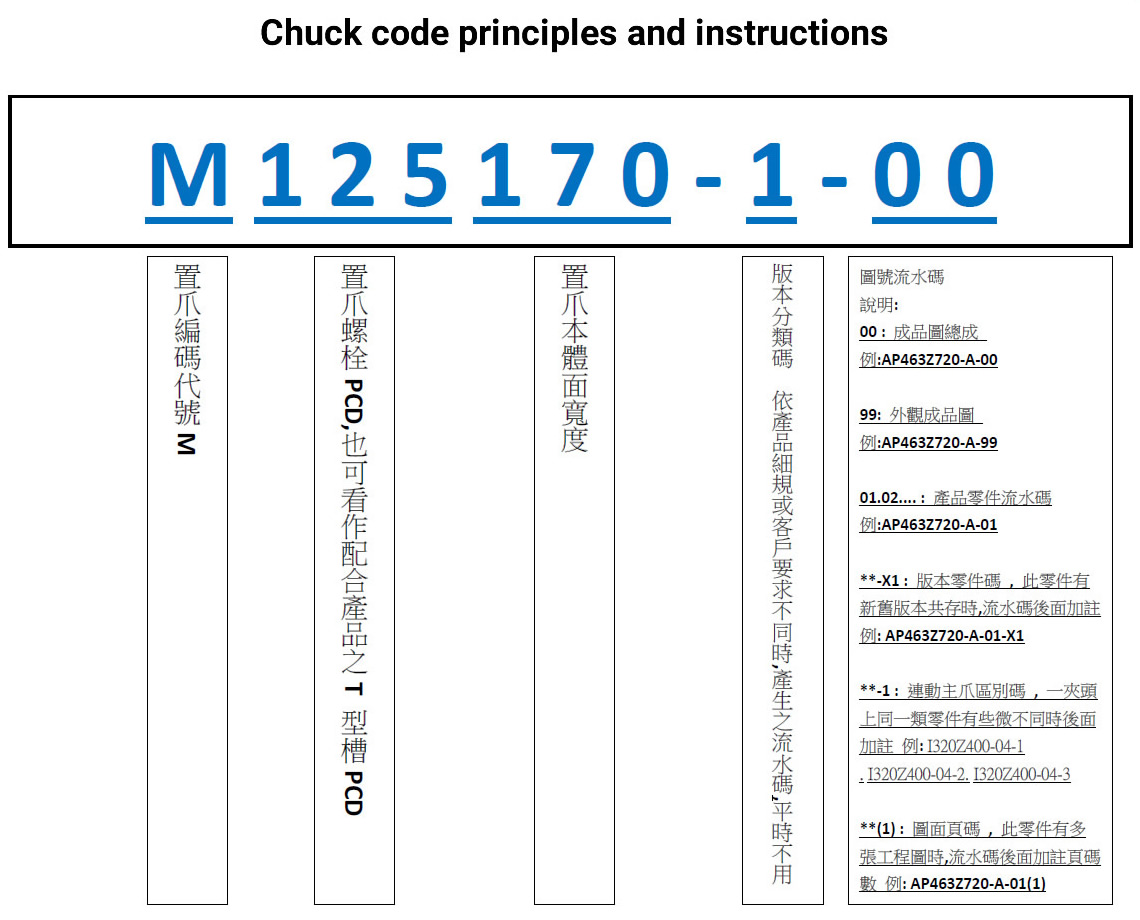 Chuck code principles and instructions
M125170-1-00
置爪編碼代號 M
置爪螺栓 PCD,也可看作配合產品之 T 型槽 PCD
置爪本體面寬度
版本分類碼 依產品細規或客戶要求不同時,產生之流水碼,平時不用
圖號流水碼
說明:
00 : 成品圖總成
例:AP463Z720-A-00
99: 外觀成品圖
例:AP463Z720-A-99
01.02.... : 產品零件流水碼
例:AP463Z720-A-01
**-X1 : 版本零件碼 , 此零件有
新舊版本共存時,流水碼後面加註
例: AP463Z720-A-01-X1
**-1 : 連動主爪區別碼 , 一夾頭
上同一類零件有些微不同時後面
加註 例: I320Z400-04-1
. I320Z400-04-2. I320Z400-04-3
**(1) : 圖面頁碼 , 此零件有多
張工程圖時,流水碼後面加註頁碼
數 例: AP463Z720-A-01(1)